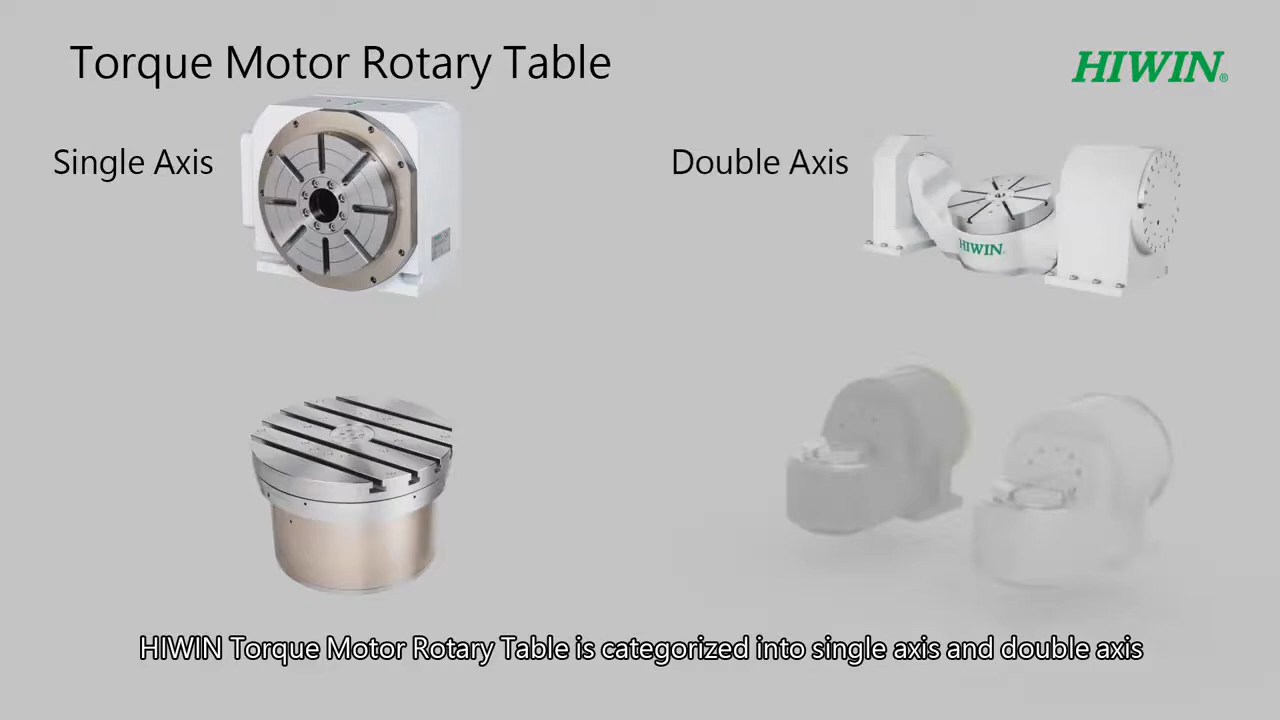 Torque Motor Rotary Table
HIWIN®
Single Axis
Double Axis
HIWIN
HIWIN Torque Motor Rotary Table is categorized into single axis and double axis